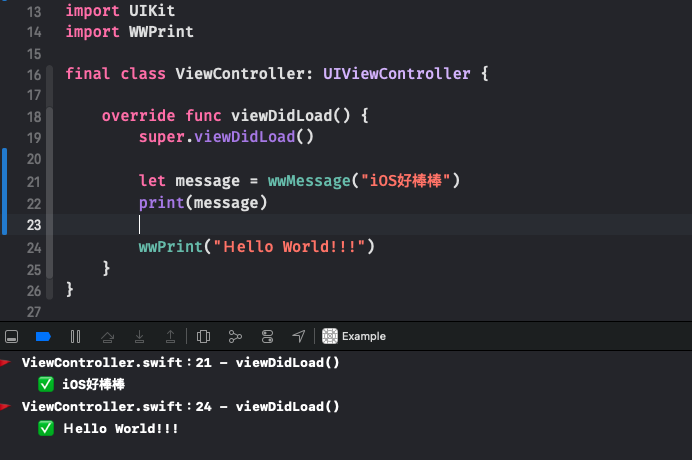 13 import UIKit
14 import WWPrint
15
16 final class ViewController: UIViewController {
17
18 override func viewDidLoad() {
19 super.viewDidLoad()
20
21 let message = wwMessage("iOS好棒棒")
22 print(message)
23
24 wwPrint("Ｈello World!!!")
25 }
26 }
27
Example
🚩 ViewController.swift：21 - viewDidLoad()
✅ iOS好棒棒
🚩 ViewController.swift：24 - viewDidLoad()
✅ Ｈello World!!!